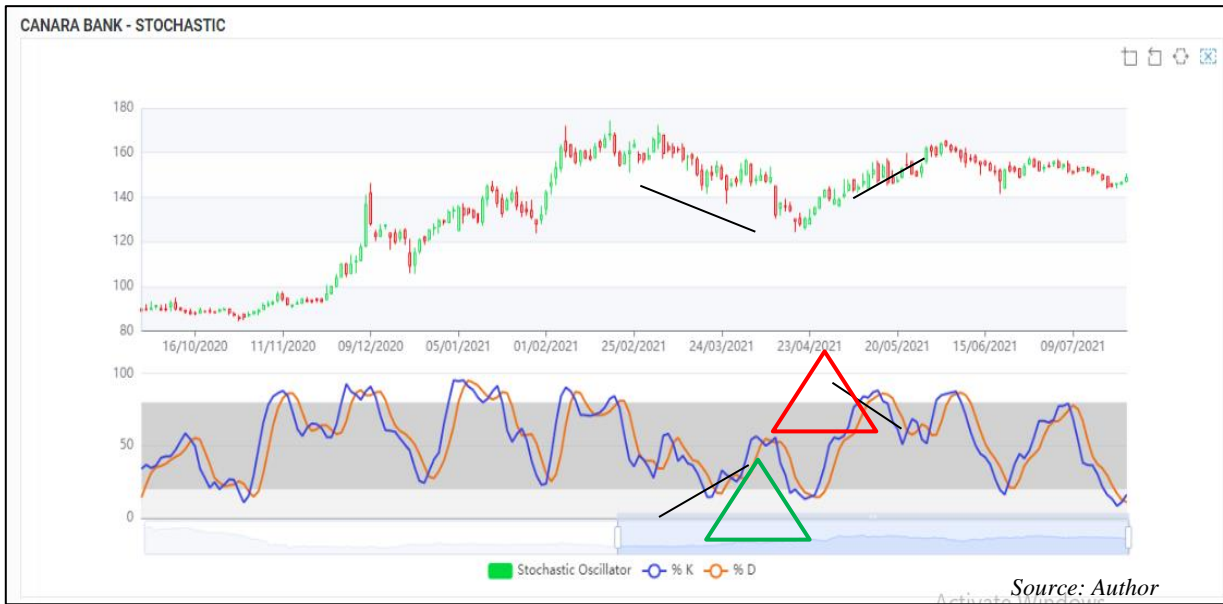 CANARA BANK - STOCHASTIC
180
160
140
120
100
80
16/10/2020 11/11/2020 09/12/2020 05/01/2021 01/02/2021 25/02/2021 24/03/2021 23/04/2021 20/05/2021 15/06/2021 09/07/2021
100
50
0
Stochastic Oscillator % K % D
Source: Author
Activate Windows